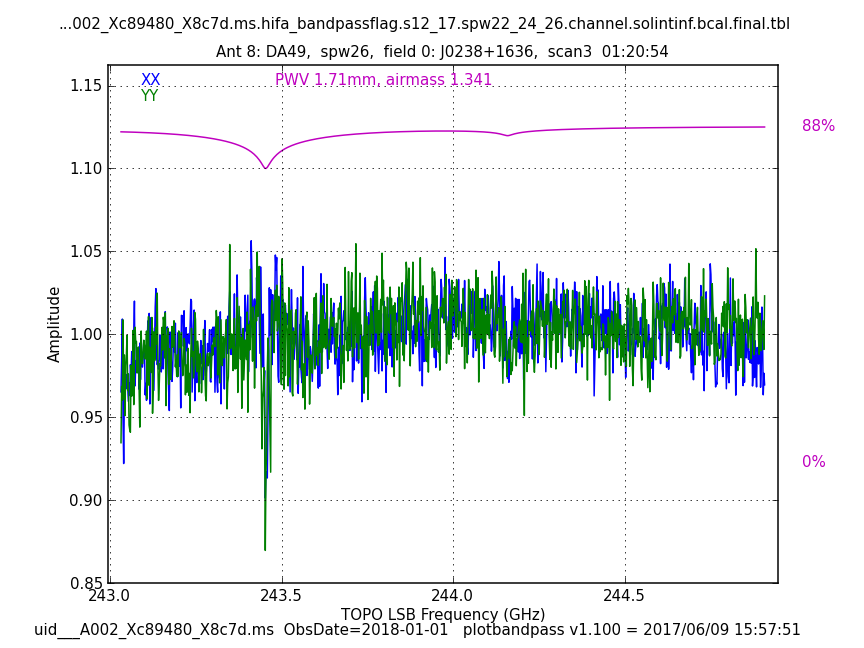 ...002_Xc89480_X8c7d.ms.hifa_bandpassflag.s12_17.spw22_24_26.channel.solintinf.bcal.final.tbl
Ant 8: DA49, spw26, field 0: J0238+1636, scan3 01:20:54
XX
PWV 1.71mm, airmass 1.341
YY
1.15
1.10
1.05
1.00
0.95
0.90
0.85
Amplitude
88%
0%
243.0
243.5
244.0
244.5
TOPO LSB Frequency (GHz)
uid___A002_Xc89480_X8c7d.ms ObsDate=2018-01-01 plotbandpass v1.100 = 2017/06/09 15:57:51